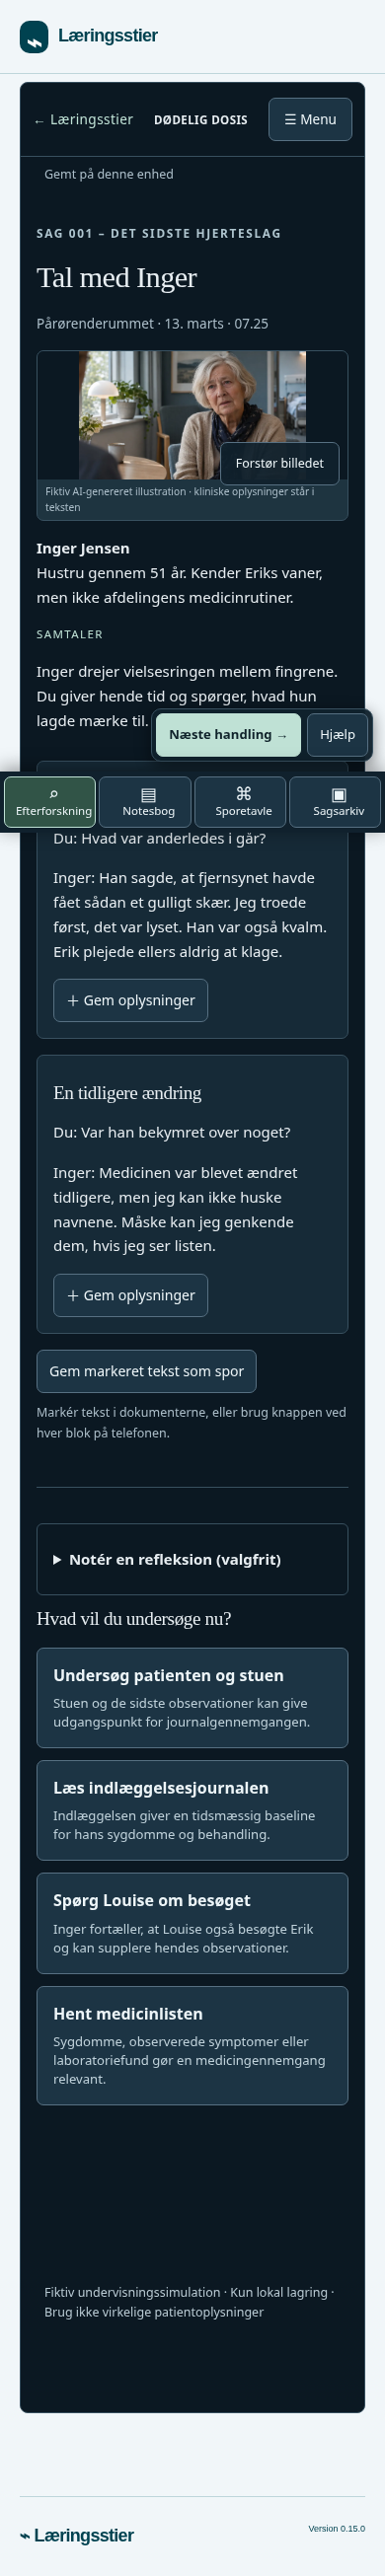 Læringsstier
← Læringsstier
DØDELIG DOSIS
☰ Menu
Gemt på denne enhed
SAG 001 – DET SIDSTE HJERTESLAG
Tal med Inger
Pårørenderummet · 13. marts · 07.25
Forstør billedet
Fiktiv AI-genereret illustration · kliniske oplysninger står i
teksten
Inger Jensen
Hustru gennem 51 år. Kender Eriks vaner,
men ikke afdelingens medicinrutiner.
SAMTALER
Inger drejer vielsesringen mellem fingrene.
Du giver hende tid og spørger, hvad hun
lagde mærke til.
Næste handling →
Hjælp
Efterforskning
Notesbog
Sporetavle
Sagsarkiv
Du: Hvad var anderledes i går?
Inger: Han sagde, at fjernsynet havde
fået sådan et gulligt skær. Jeg troede
først, det var lyset. Han var også kvalm.
Erik plejede ellers aldrig at klage.
＋ Gem oplysninger
En tidligere ændring
Du: Var han bekymret over noget?
Inger: Medicinen var blevet ændret
tidligere, men jeg kan ikke huske
navnene. Måske kan jeg genkende
dem, hvis jeg ser listen.
＋ Gem oplysninger
Gem markeret tekst som spor
Markér tekst i dokumenterne, eller brug knappen ved
hver blok på telefonen.
▶ Notér en refleksion (valgfrit)
Hvad vil du undersøge nu?
Undersøg patienten og stuen
Stuen og de sidste observationer kan give
udgangspunkt for journalgennemgangen.
Læs indlæggelsesjournalen
Indlæggelsen giver en tidsmæssig baseline
for hans sygdomme og behandling.
Spørg Louise om besøget
Inger fortæller, at Louise også besøgte Erik
og kan supplere hendes observationer.
Hent medicinlisten
Sygdomme, observerede symptomer eller
laboratoriefund gør en medicingennemgang
relevant.
Fiktiv undervisningssimulation · Kun lokal lagring ·
Brug ikke virkelige patientoplysninger
Læringsstier
Version 0.15.0